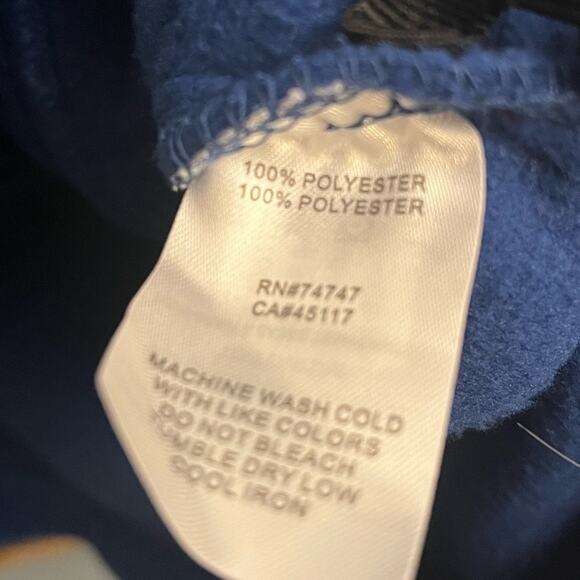 100% POLYESTER
100% POLYESTER
RN#74747
CA#45117
MACHINE WASH COLD
WITH LIKE COLORS
DO NOT BLEACH
TUMBLE DRY LOW
COOL IRON